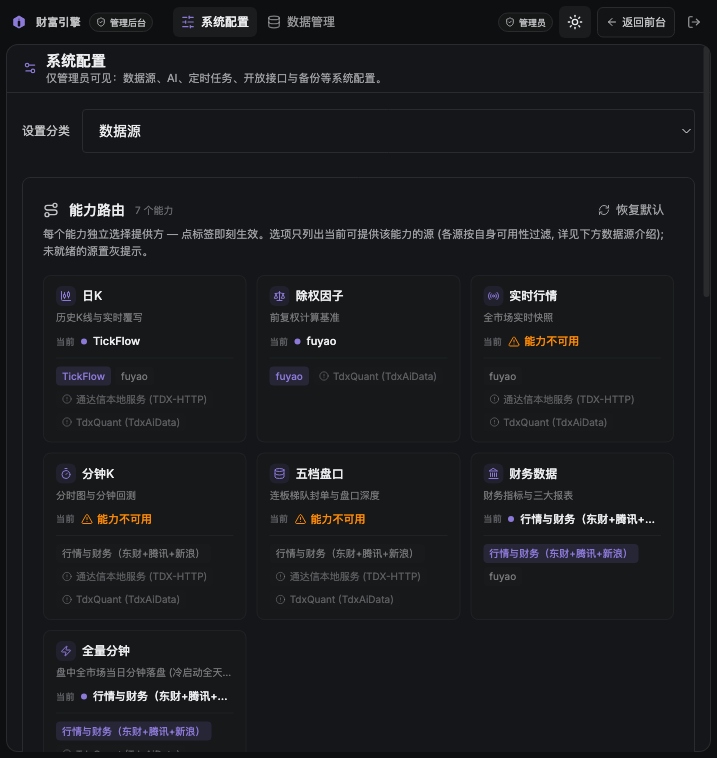 财富引擎 管理后台 系统配置 数据管理 管理员 返回前台
系统配置
仅管理员可见：数据源、AI、定时任务、开放接口与备份等系统配置。
设置分类 数据源
能力路由 7 个能力 恢复默认
每个能力独立选择提供方 — 点标签即刻生效。选项只列出当前可提供该能力的源 (各源按自身可用性过滤, 详见下方数据源介绍);
未就绪的源置灰提示。
日K
历史K线与实时覆写
当前 TickFlow
TickFlow fuyao
通达信本地服务 (TDX-HTTP)
TdxQuant (TdxAiData)
除权因子
前复权计算基准
当前 fuyao
fuyao TdxQuant (TdxAiData)
实时行情
全市场实时快照
当前 能力不可用
fuyao
通达信本地服务 (TDX-HTTP)
TdxQuant (TdxAiData)
分钟K
分时图与分钟回测
当前 能力不可用
行情与财务（东财+腾讯+新浪）
通达信本地服务 (TDX-HTTP)
TdxQuant (TdxAiData)
五档盘口
连板梯队封单与盘口深度
当前 能力不可用
行情与财务（东财+腾讯+新浪）
通达信本地服务 (TDX-HTTP)
TdxQuant (TdxAiData)
财务数据
财务指标与三大报表
当前 行情与财务（东财+腾讯+...
行情与财务（东财+腾讯+新浪）
fuyao
全量分钟
盘中全市场当日分钟落盘 (冷启动全天...
当前 行情与财务（东财+腾讯+...
行情与财务（东财+腾讯+新浪）